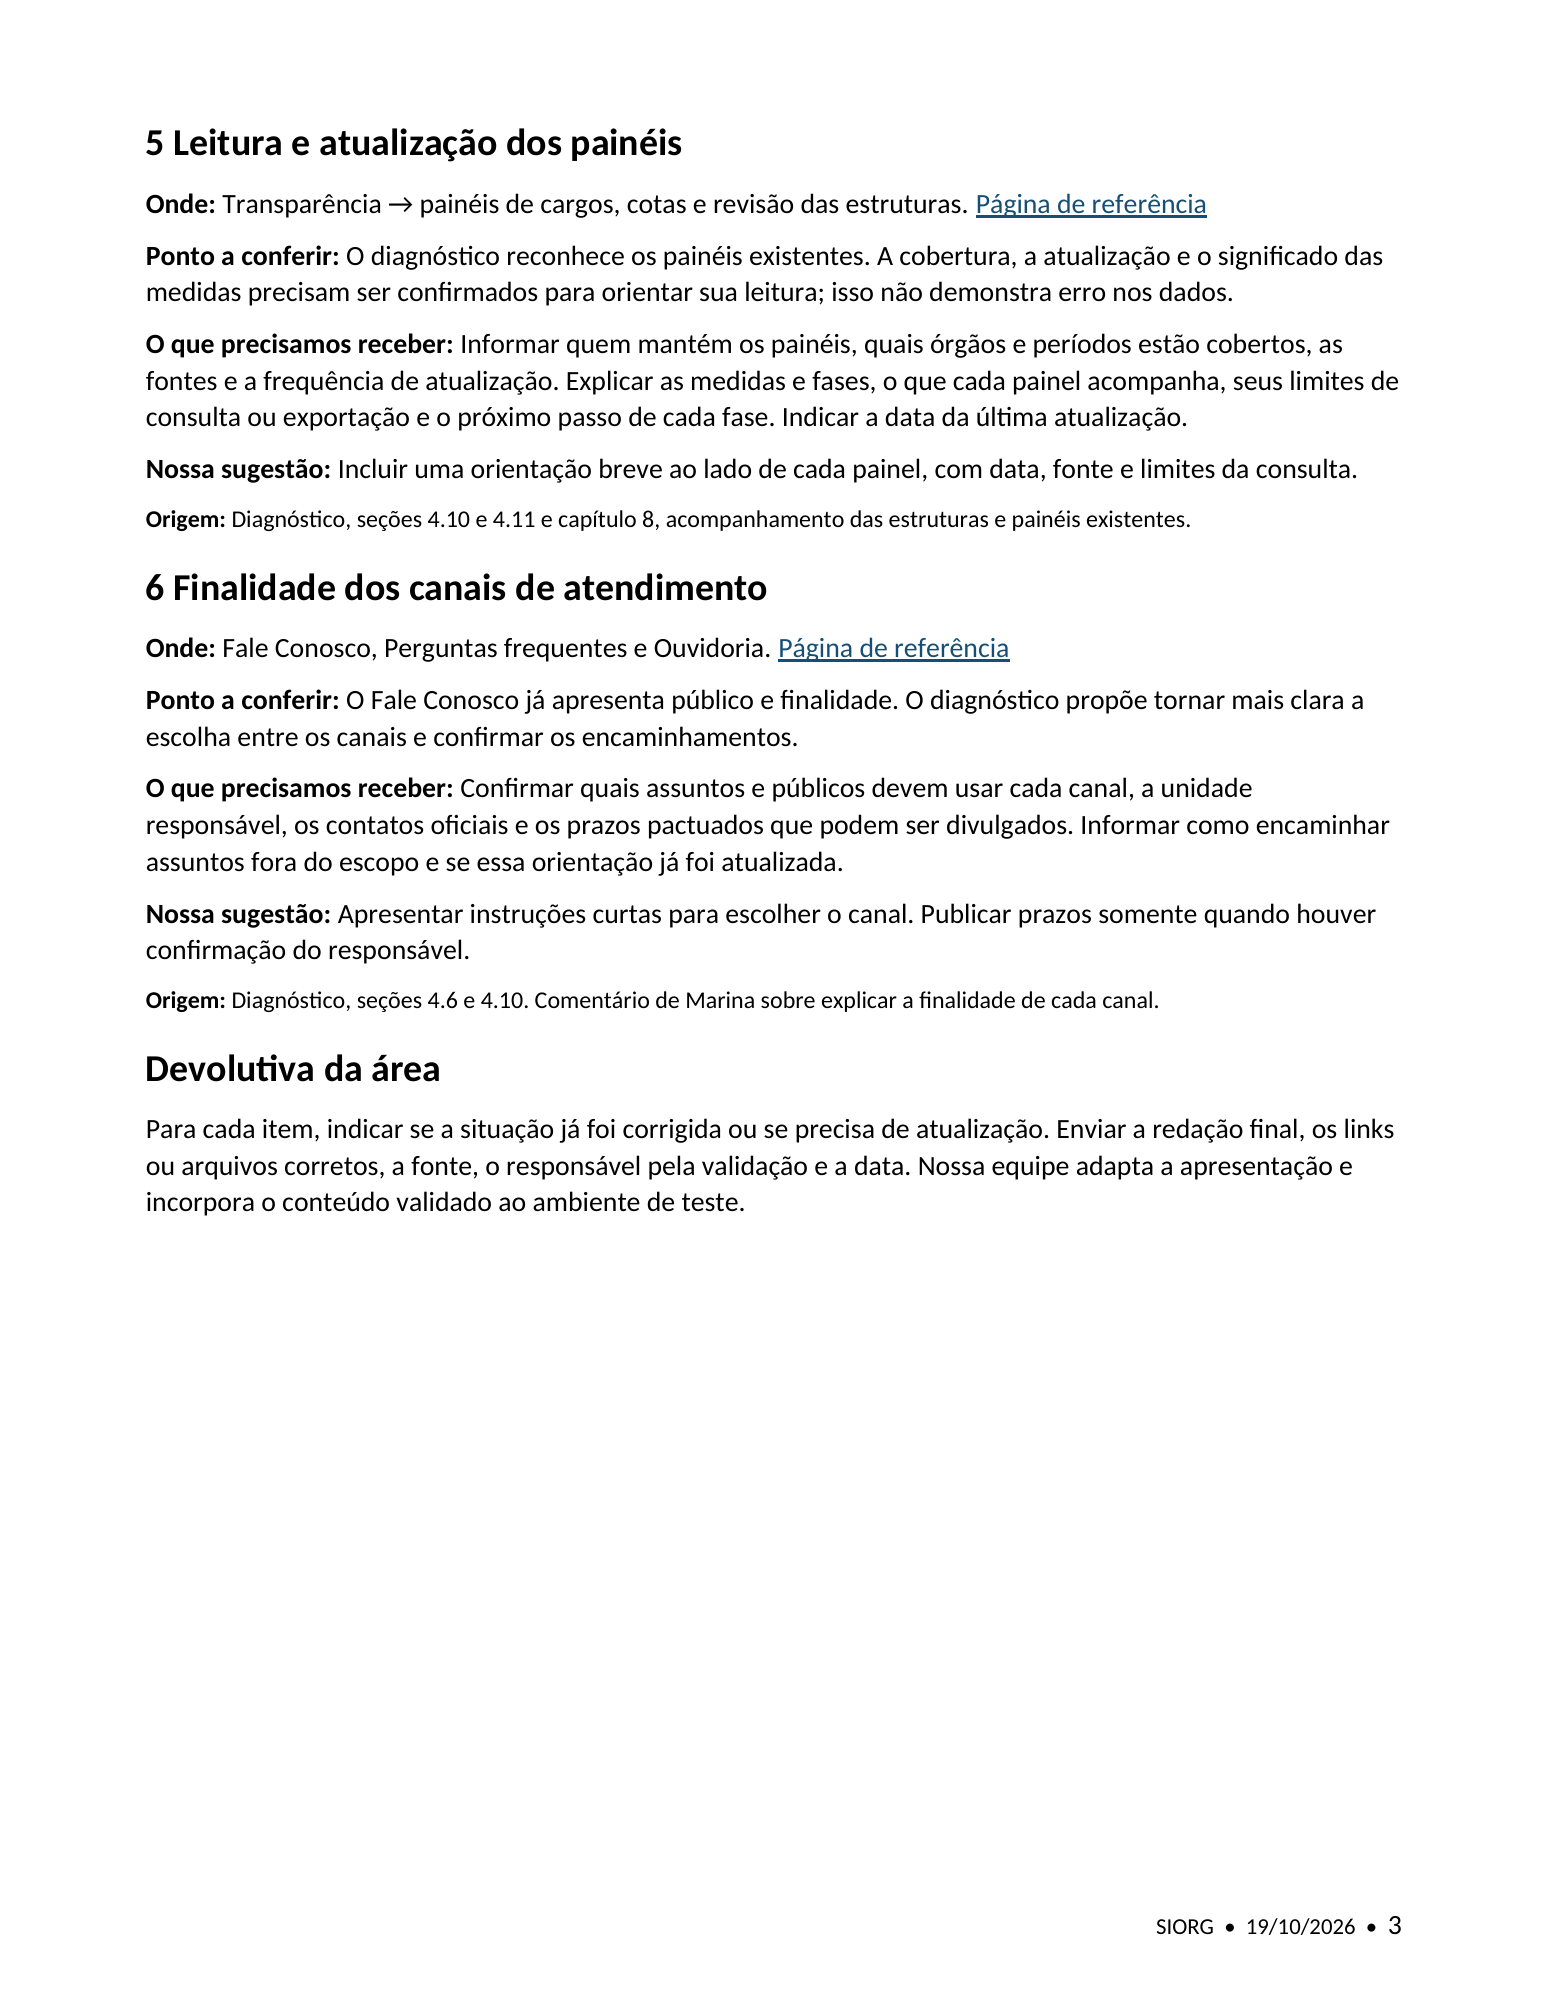 5 Leitura e atualização dos painéis
Onde: Transparência → painéis de cargos, cotas e revisão das estruturas. Página de referência
Ponto a conferir: O diagnóstico reconhece os painéis existentes. A cobertura, a atualização e o significado das
medidas precisam ser confirmados para orientar sua leitura; isso não demonstra erro nos dados.
O que precisamos receber: Informar quem mantém os painéis, quais órgãos e períodos estão cobertos, as
fontes e a frequência de atualização. Explicar as medidas e fases, o que cada painel acompanha, seus limites de
consulta ou exportação e o próximo passo de cada fase. Indicar a data da última atualização.
Nossa sugestão: Incluir uma orientação breve ao lado de cada painel, com data, fonte e limites da consulta.
Origem: Diagnóstico, seções 4.10 e 4.11 e capítulo 8, acompanhamento das estruturas e painéis existentes.
6 Finalidade dos canais de atendimento
Onde: Fale Conosco, Perguntas frequentes e Ouvidoria. Página de referência
Ponto a conferir: O Fale Conosco já apresenta público e finalidade. O diagnóstico propõe tornar mais clara a
escolha entre os canais e confirmar os encaminhamentos.
O que precisamos receber: Confirmar quais assuntos e públicos devem usar cada canal, a unidade
responsável, os contatos oficiais e os prazos pactuados que podem ser divulgados. Informar como encaminhar
assuntos fora do escopo e se essa orientação já foi atualizada.
Nossa sugestão: Apresentar instruções curtas para escolher o canal. Publicar prazos somente quando houver
confirmação do responsável.
Origem: Diagnóstico, seções 4.6 e 4.10. Comentário de Marina sobre explicar a finalidade de cada canal.
Devolutiva da área
Para cada item, indicar se a situação já foi corrigida ou se precisa de atualização. Enviar a redação final, os links
ou arquivos corretos, a fonte, o responsável pela validação e a data. Nossa equipe adapta a apresentação e
incorpora o conteúdo validado ao ambiente de teste.
SIORG • 19/10/2026 • 3